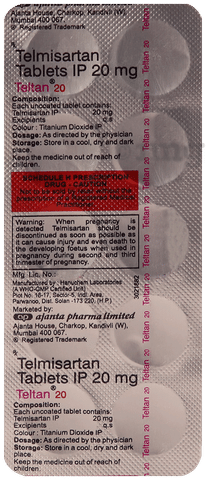 Ajanta House, Charkop, Kandivli (W),
Mumbai 400 067.
® Registered Trademark
Telmisartan
Tablets IP 20 mg
Teltan 20
Composition:
Each uncoated tablet contains:
Telmisartan IP 20 mg
Excipients q.s
Colour : Titanium Dioxide IP
Dosage: As directed by the physician
Storage: Store in a cool, dry and dark
place.
Keep the medicine out of reach of
children.
SCHEDULE H PRESCRIPTION
DRUG - CAUTION
Warning: When pregnancy is
detected Telmisartan should be
discontinued as soon as possible as
it can cause injury and even death to
the developing foetus when used in
pregnancy during second and third
trimester of pregnancy.
Mfg. Lic. No.:
Manufactured by : Hanuchem Laboratories
(A WHO-GMP Certified Unit)
Plot No. 16-17, Sector-5, Indl. Area,
Parwanoo, Dist. Solan -173 220. (H.P.)
Marketed by:
ajanta pharma limited
Ajanta House, Charkop, Kandivli (W),
Mumbai 400 067.
® Registered Trademark
3021692
Telmisartan
Tablets IP 20 mg
Teltan 20
Composition:
Each uncoated tablet contains:
Telmisartan IP 20 mg
Excipients q.s
Colour : Titanium Dioxide IP
Dosage: As directed by the physician
Storage: Store in a cool, dry and dark
place.
Keep the medicine out of reach of
children.
Teltan 20
Teltan 20
Teltan 20
Teltan 20
Teltan 20
Teltan 20
Teltan 20